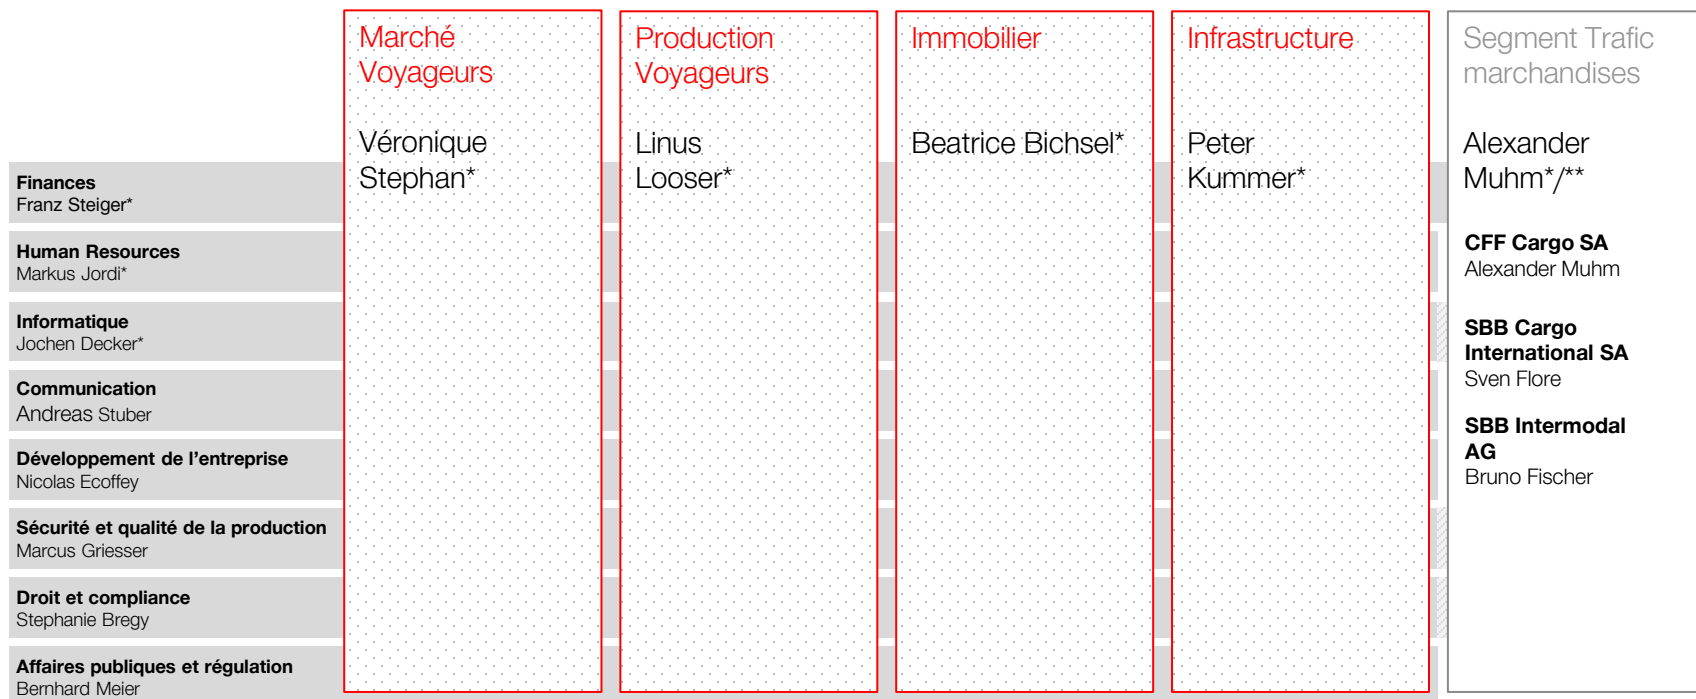 Marché
Voyageurs
Véronique
Stephan*
Production
Voyageurs
Linus
Looser*
Immobilier
Beatrice Bichsel*
Infrastructure
Peter
Kummer*
Segment Trafic
marchandises
Alexander
Muhm*/**
CFF Cargo SA
Alexander Muhm
SBB Cargo
International SA
Sven Flore
SBB Intermodal
AG
Bruno Fischer
Finances
Franz Steiger*
Human Resources
Markus Jordi*
Informatique
Jochen Decker*
Communication
Andreas Stuber
Développement de l’entreprise
Nicolas Ecoffey
Sécurité et qualité de la production
Marcus Griesser
Droit et compliance
Stephanie Bregy
Affaires publiques et régulation
Bernhard Meier